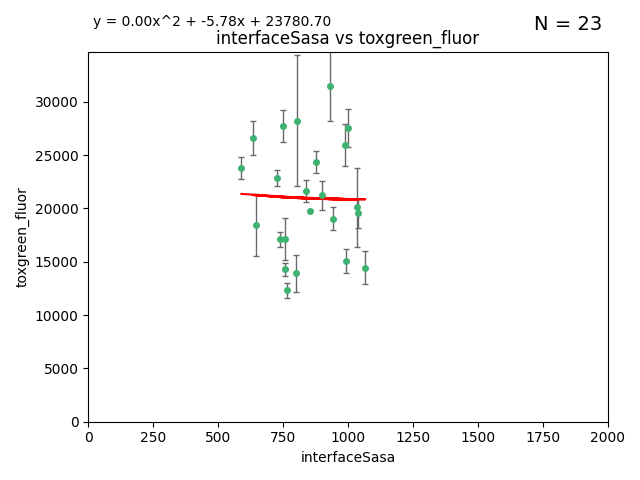 y = 0.00x^2 + -5.78x + 23780.70
N = 23
interfaceSasa vs toxgreen_fluor
30000
25000
20000
15000
10000
5000
0
toxgreen_fluor
0 250 500 750 1000 1250 1500 1750 2000
interfaceSasa